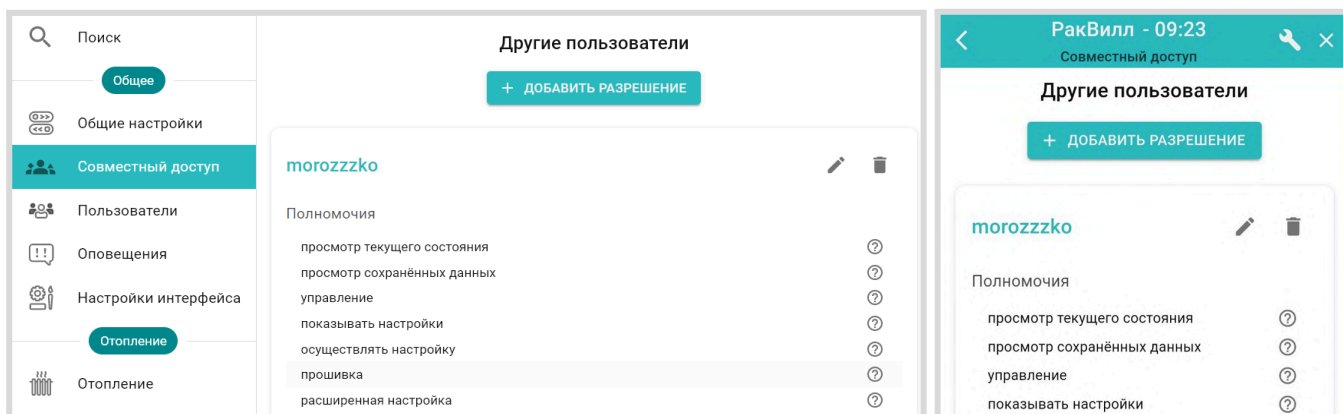 Поиск
Общее
Общие настройки
Совместный доступ
Пользователи
Оповещения
Настройки интерфейса
Отопление
Отопление
Другие пользователи
+ ДОБАВИТЬ РАЗРЕШЕНИЕ
morozzzko
Полномочия
просмотр текущего состояния
просмотр сохранённых данных
управление
показывать настройки
осуществлять настройку
прошивка
расширенная настройка
РакВилл - 09:23
Совместный доступ
Другие пользователи
+ ДОБАВИТЬ РАЗРЕШЕНИЕ
morozzzko
Полномочия
просмотр текущего состояния
просмотр сохранённых данных
управление
показывать настройки